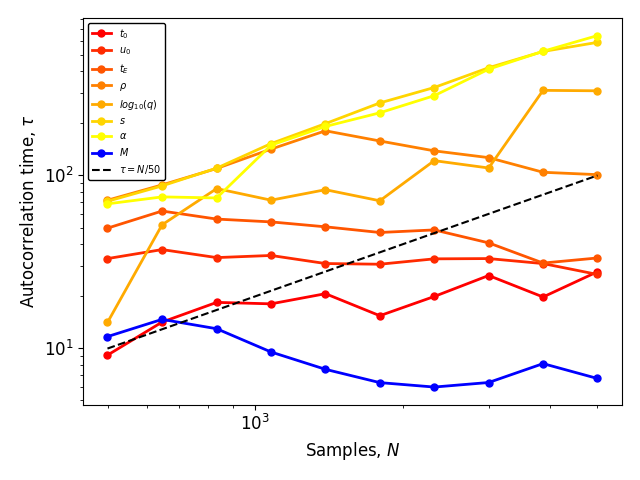 t₀
u₀
t_E
ρ
log₁₀(q)
s
α
M
τ = N/50
Autocorrelation time, τ
10²
10¹
10³
Samples, N